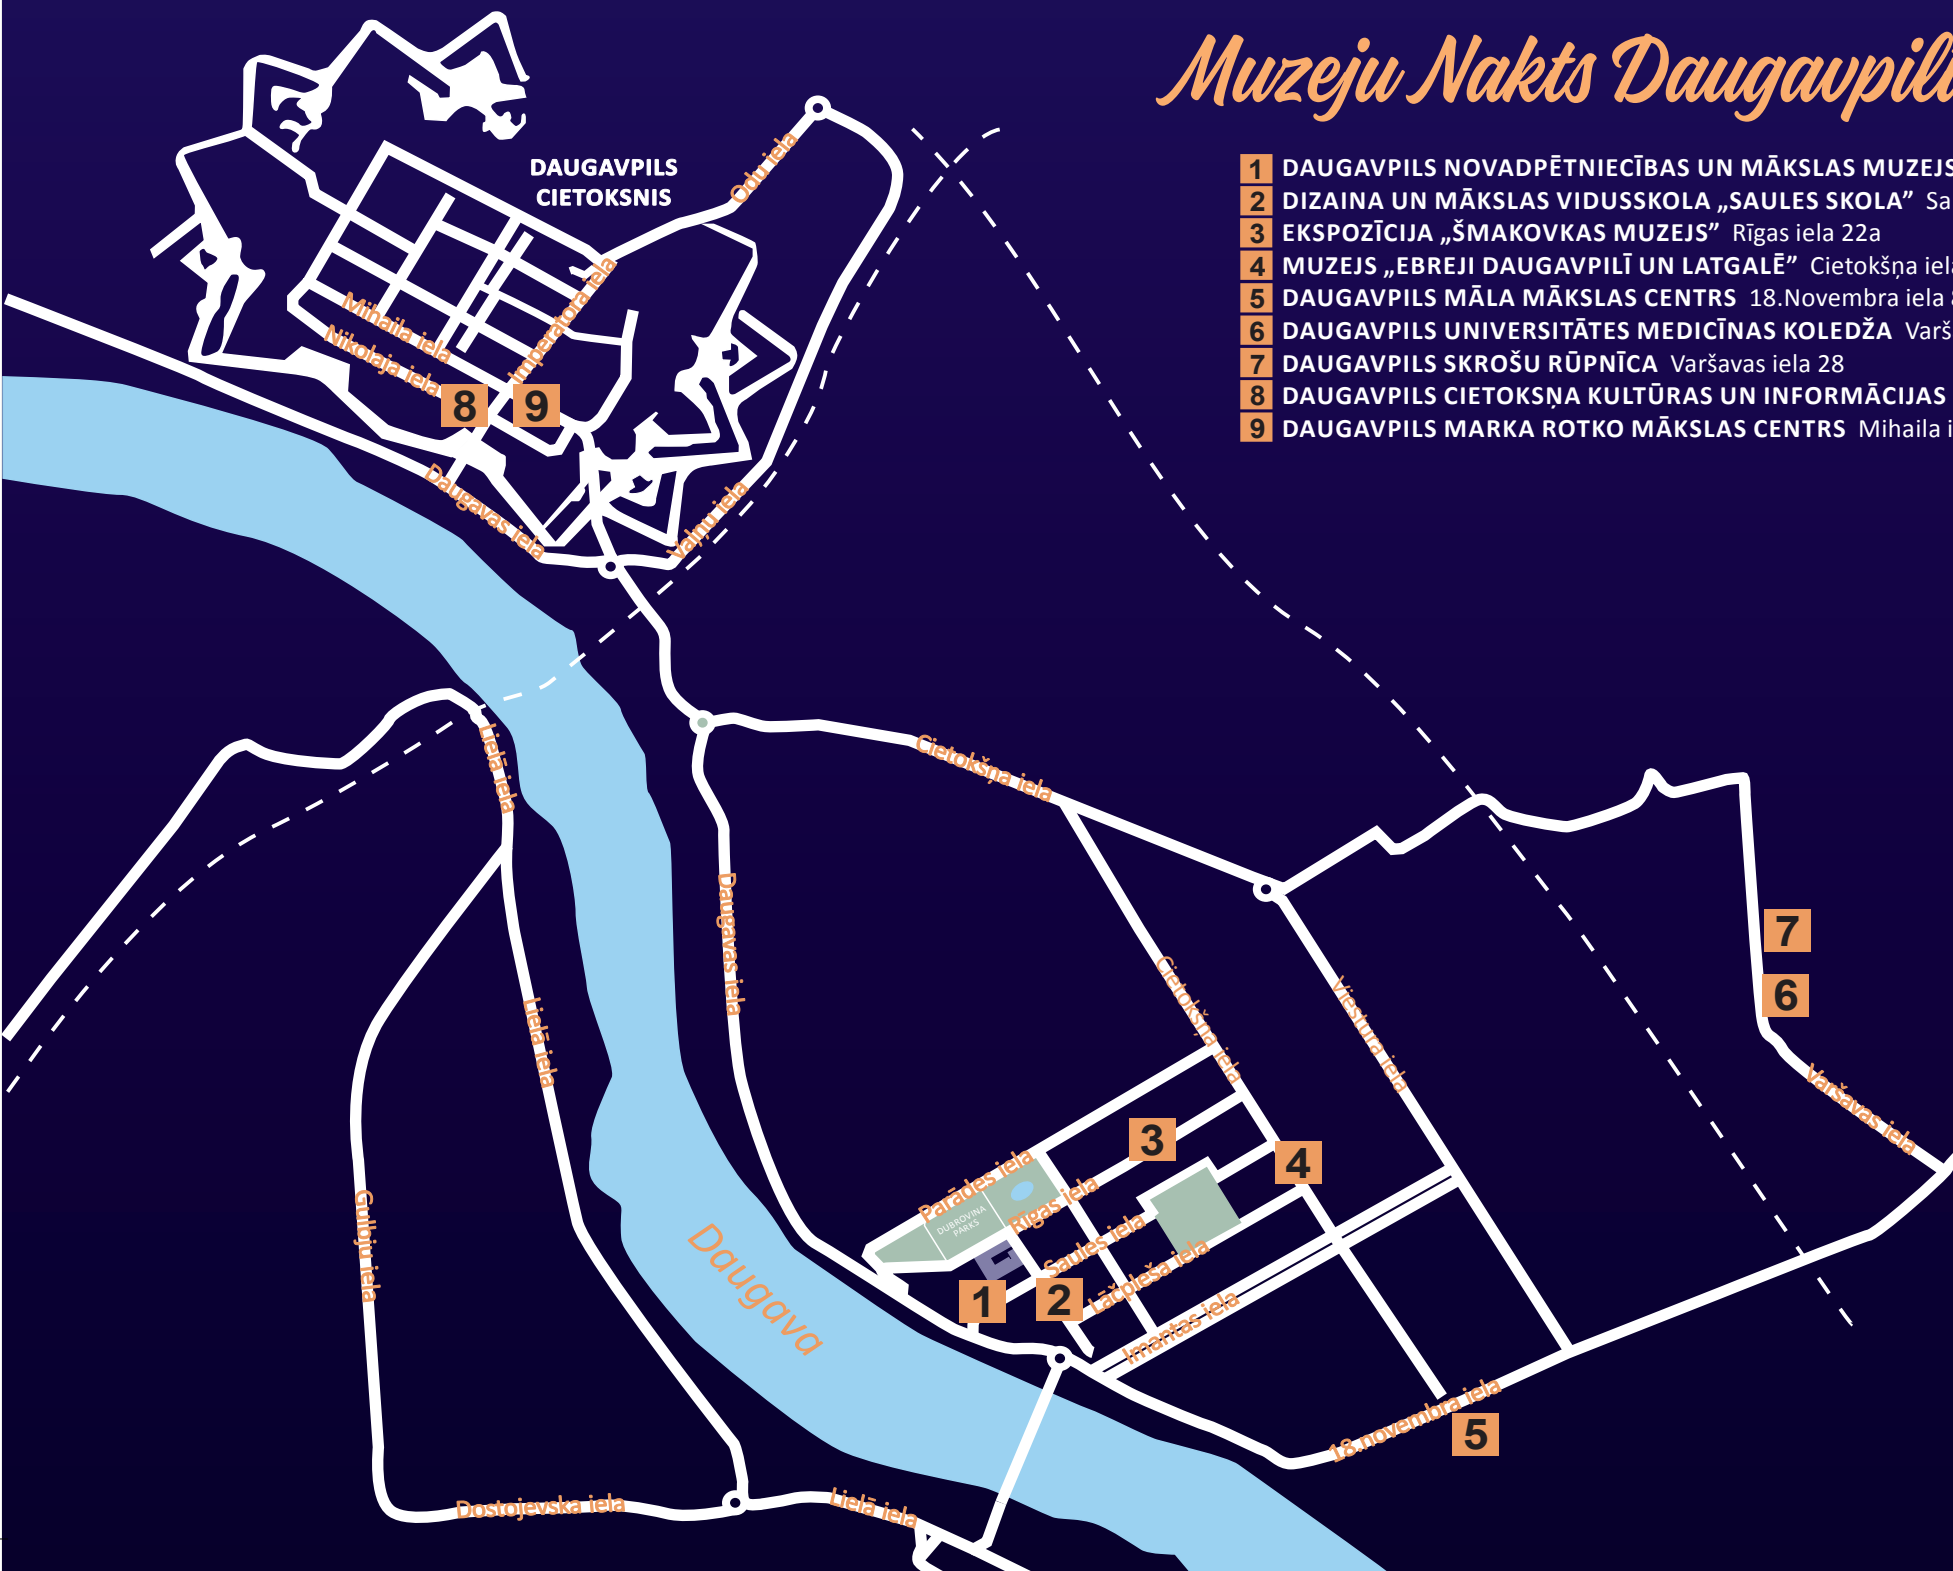 Muzeju Nakts Daugavpilī
1 DAUGAVPILS NOVADPĒTNIECĪBAS UN MĀKSLAS MUZEJS
2 DIZAINA UN MĀKSLAS VIDUSSKOLA „SAULES SKOLA” Sa
3 EKSPOZĪCIJA „ŠMAKOVKAS MUZEJS” Rīgas iela 22a
4 MUZEJS „EBREJI DAUGAVPILĪ UN LATGALĒ” Cietokšņa iela
5 DAUGAVPILS MĀLA MĀKSLAS CENTRS 18.Novembra iela
6 DAUGAVPILS UNIVERSITĀTES MEDICĪNAS KOLEDŽA Varš
7 DAUGAVPILS SKROŠU RŪPNĪCA Varšavas iela 28
8 DAUGAVPILS CIETOKSŅA KULTŪRAS UN INFORMĀCIJAS
9 DAUGAVPILS MARKA ROTKO MĀKSLAS CENTRS Mihaila i
DAUGAVPILS
CIETOKSNIS
Odu iela
Imperatora iela
Mihaila iela
Nikolaja iela
8
9
Daugavas iela
Vaļņu iela
Lielā iela
Cietokšņa iela
Daugavas iela
7
6
Cietokšņa iela
Viestura iela
Lielā iela
Varšavas iela
3
4
Parādes iela
DUBROVINA
PARKS
Rīgas iela
Saules iela
Lāčplēša iela
Gulbju iela
Daugava
1
2
Imantas iela
18.novembra iela
5
Dostojevska iela
Lielā iela